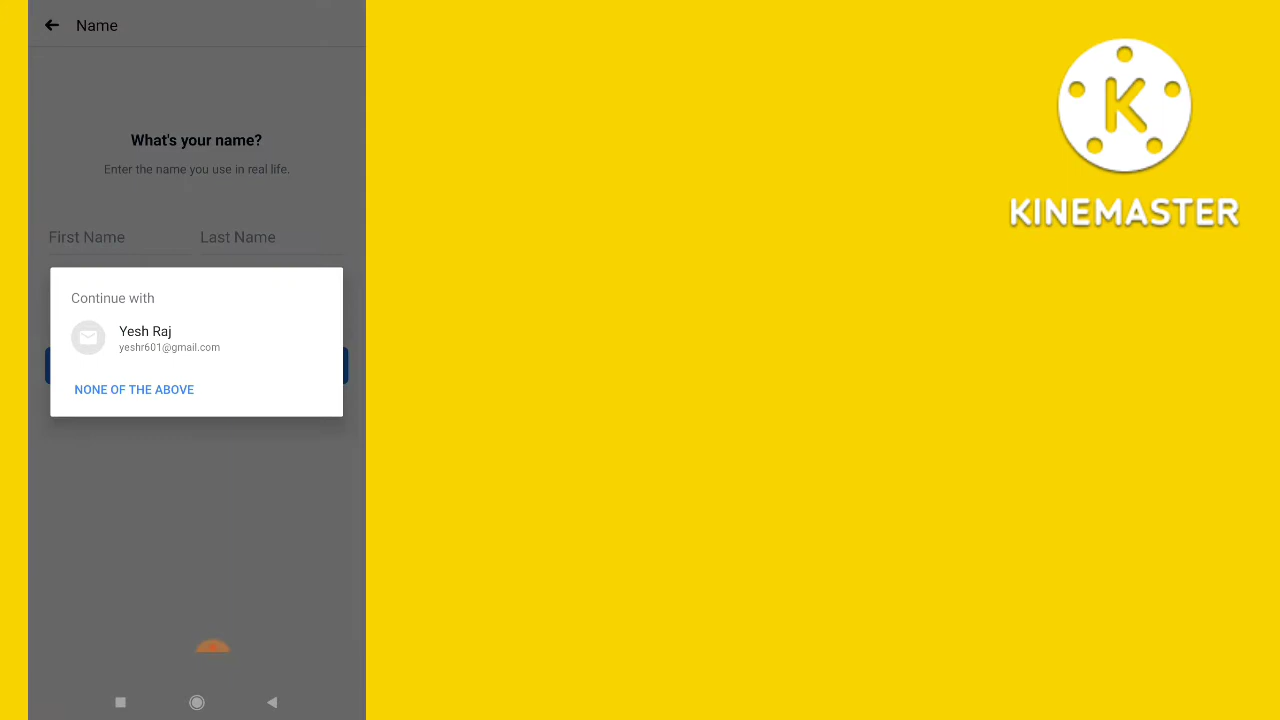 Name
What's your name?
Enter the name you use in real life.
First Name Last Name
Continue with
Yesh Raj
yeshr601@gmail.com
NONE OF THE ABOVE
K
KINEMASTER